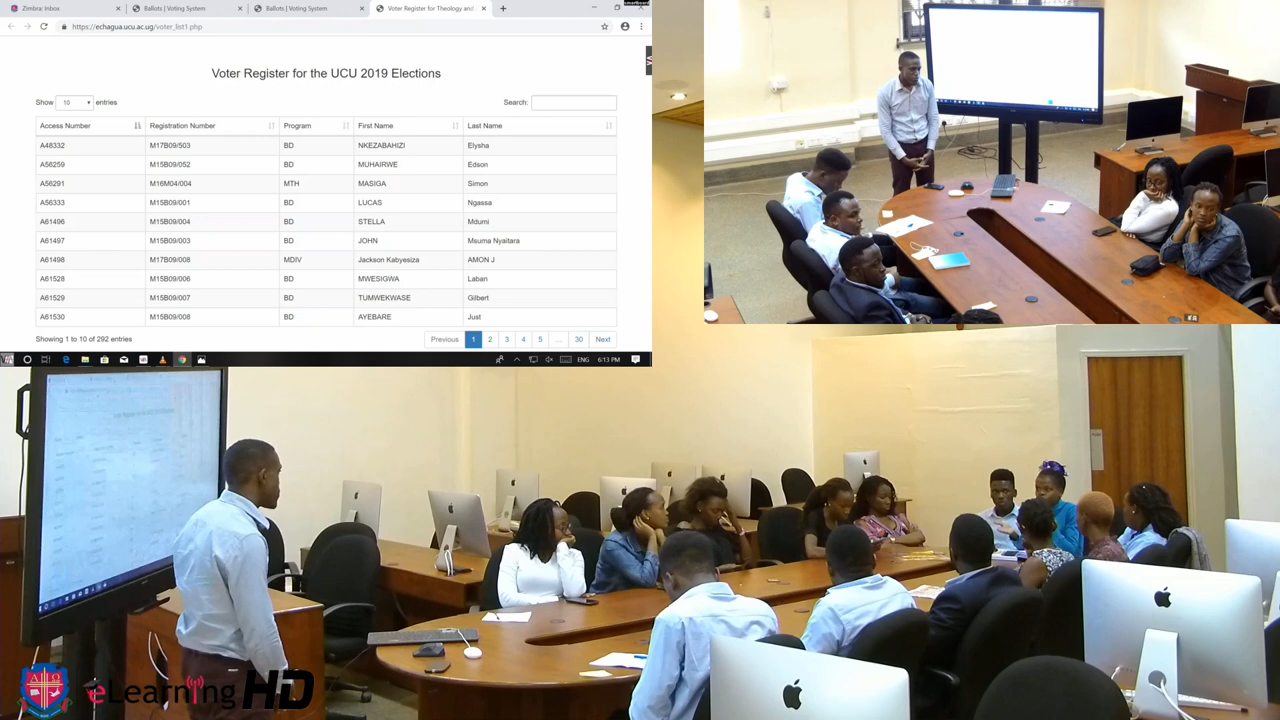 Zimbra: Inbox
Ballots | Voting System
Ballots | Voting System
Voter Register for Theology and
smartboard
https://echagua.ucu.ac.ug/voter_list1.php
Voter Register for the UCU 2019 Elections
Show 10 entries
Search:
Access Number Registration Number Program First Name Last Name
A48332 M17B09/503 BD NKEZABAHIZI Elysha
A56259 M15B09/052 BD MUHAIRWE Edson
A56291 M16M04/004 MTH MASIGA Simon
A56333 M15B09/001 BD LUCAS Ngassa
A61496 M15B09/004 BD STELLA Mdumi
A61497 M15B09/003 BD JOHN Msuma Nyaitara
A61498 M17B09/008 MDIV Jackson Kabyesiza AMON J
A61528 M15B09/006 BD MWESIGWA Laban
A61529 M15B09/007 BD TUMWEKWASE Gilbert
A61530 M15B09/008 BD AYEBARE Just
Showing 1 to 10 of 292 entries
Previous 1 2 3 4 5 … 30 Next
ENG 6:13 PM
eLearning HD